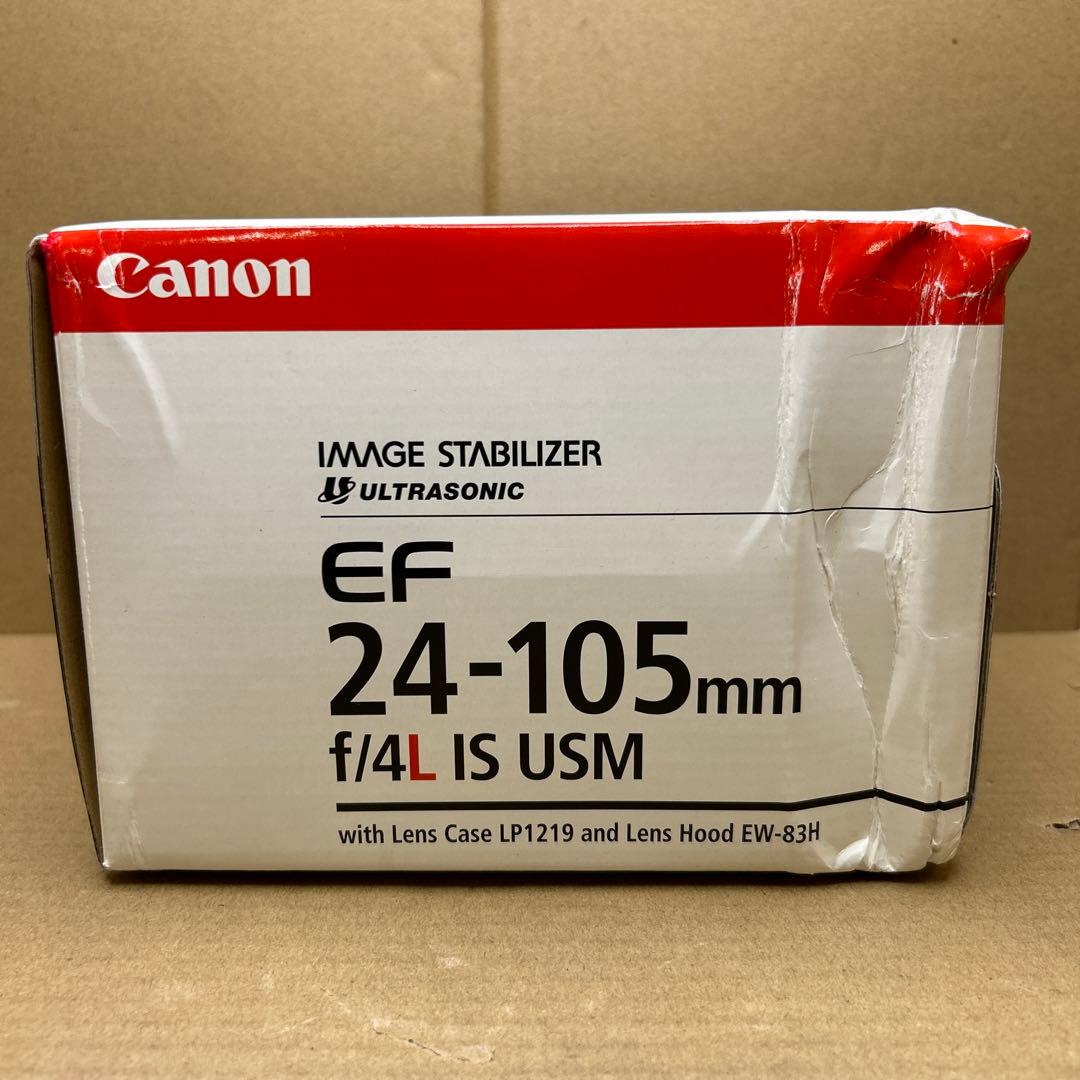 Canon
IMAGE STABILIZER
ULTRASONIC
EF
24-105mm
f/4L IS USM
with Lens Case LP1219 and Lens Hood EW-83H